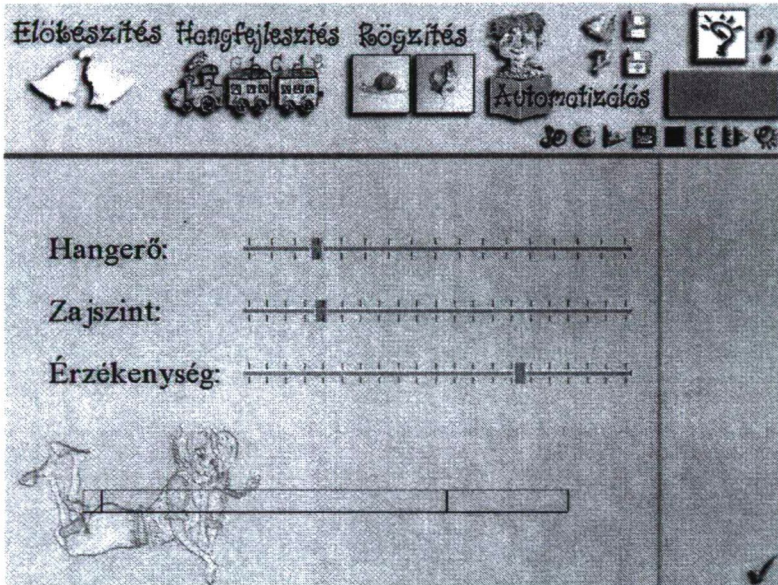 Előkészítés Hangfejlesztés Rögzítés
Automatizálás
?
Hangerő:
Zajszint:
Érzékenység: